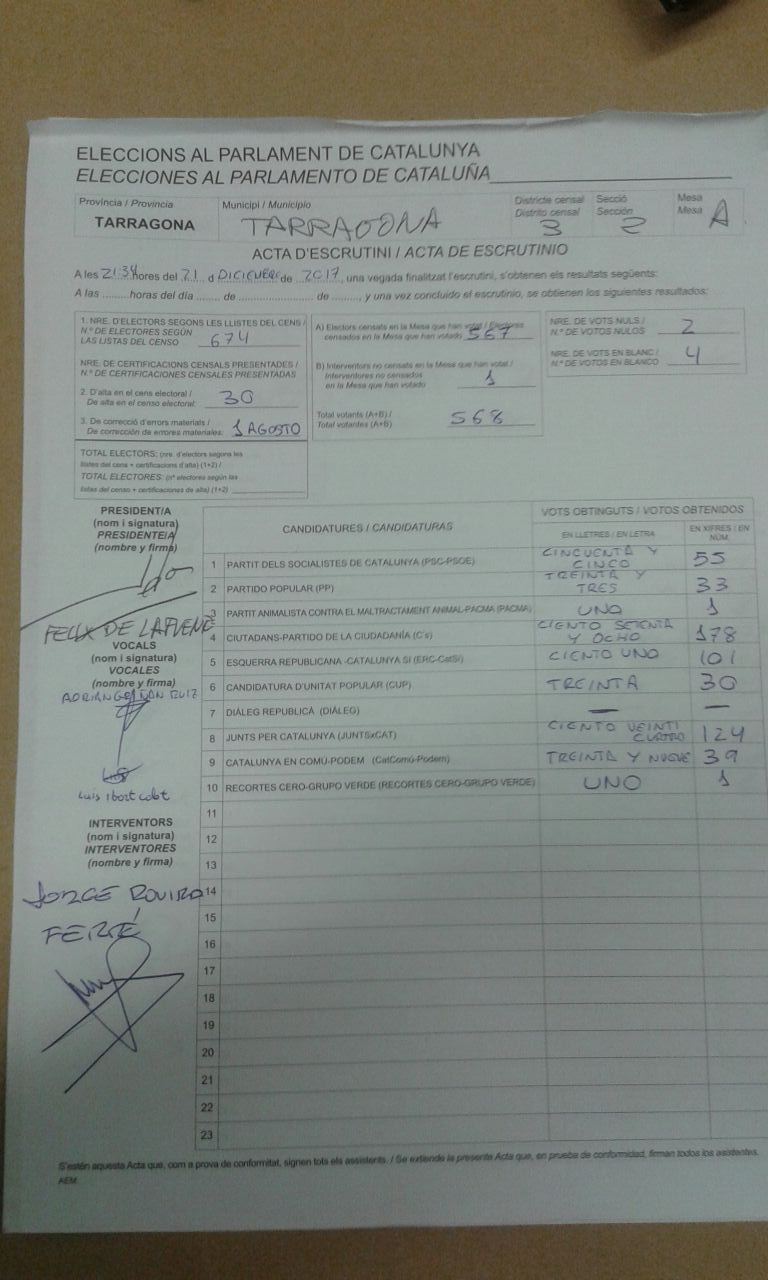 ELECCIONS AL PARLAMENT DE CATALUNYA
ELECCIONES AL PARLAMENTO DE CATALUÑA
Província / Provincia
TARRAGONA
Municipi / Municipio
TARRAGONA
Districte censal
Distrito censal
3
Secció
Sección
2
Mesa
Mesa
A
ACTA D'ESCRUTINI / ACTA DE ESCRUTINIO
A les 21:34 hores del 21 d DICIEMBRE de 2017, una vegada finalitzat l'escrutini, s'obtenen els resultats següents:
A las ......... horas del día ....... de ........................ de ........, y una vez concluido el escrutinio, se obtienen los siguientes resultados:
1. NRE. D'ELECTORS SEGONS LES LLISTES DEL CENS /
N.º DE ELECTORES SEGÚN
LAS LISTAS DEL CENSO 674
NRE. DE CERTIFICACIONS CENSALS PRESENTADES /
N.º DE CERTIFICACIONES CENSALES PRESENTADAS
2. D'alta en el cens electoral /
De alta en el censo electoral: 30
3. De correcció d'errors materials /
De corrección de errores materiales: 1 AGOSTO
TOTAL ELECTORS: (nre. d'electors segons les
llistes del cens + certificacions d'alta) (1+2) /
TOTAL ELECTORES: (nº electores según las
listas del censo + certificaciones de alta) (1+2)
A) Electors censats en la Mesa que han votat / Electores
censados en la Mesa que han votado 567
B) Interventors no censats en la Mesa que han votat /
Interventores no censados
en la Mesa que han votado 1
Total votants (A+B) /
Total votantes (A+B) 568
NRE. DE VOTS NULS /
N.º DE VOTOS NULOS 2
NRE. DE VOTS EN BLANC /
N.º DE VOTOS EN BLANCO 4
PRESIDENT/A
(nom i signatura)
PRESIDENTE/A
(nombre y firma)
FELIX DE LAFUENTE
VOCALS
(nom i signatura)
VOCALES
(nombre y firma)
ADRIAN GRAÑAN RUIZ
Luis Ibort cobt
INTERVENTORS
(nom i signatura)
INTERVENTORES
(nombre y firma)
JORGE ROVIRA
FERRÉ
CANDIDATURES / CANDIDATURAS
VOTS OBTINGUTS / VOTOS OBTENIDOS
EN LLETRES / EN LETRA
EN XIFRES / EN NÚM.
1 PARTIT DELS SOCIALISTES DE CATALUNYA (PSC-PSOE) CINCUENTA Y CINCO 55
2 PARTIDO POPULAR (PP) TREINTA Y TRES 33
3 PARTIT ANIMALISTA CONTRA EL MALTRACTAMENT ANIMAL-PACMA (PACMA) UNO 1
4 CIUTADANS-PARTIDO DE LA CIUDADANÍA (C's) CIENTO SETENTA Y OCHO 178
5 ESQUERRA REPUBLICANA -CATALUNYA SÍ (ERC-CatSí) CIENTO UNO 101
6 CANDIDATURA D'UNITAT POPULAR (CUP) TREINTA 30
7 DIÀLEG REPUBLICÀ (DIÀLEG) — —
8 JUNTS PER CATALUNYA (JUNTSxCAT) CIENTO VEINTI CUATRO 124
9 CATALUNYA EN COMÚ-PODEM (CatComú-Podem) TREINTA Y NUEVE 39
10 RECORTES CERO-GRUPO VERDE (RECORTES CERO-GRUPO VERDE) UNO 1
11
12
13
14
15
16
17
18
19
20
21
22
23
S'estén aquesta Acta que, com a prova de conformitat, signen tots els assistents. / Se extiende la presente Acta que, en prueba de conformidad, firman todos los asistentes.
AEM.